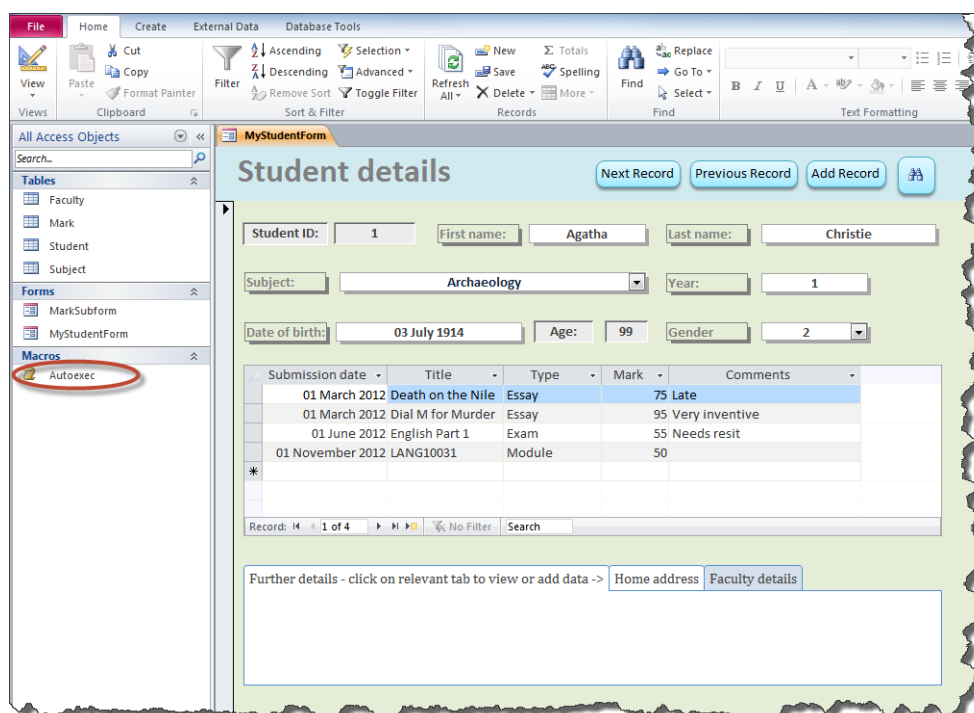 File Home Create External Data Database Tools
View
Views
Paste
Cut
Copy
Format Painter
Clipboard
Filter
Ascending
Descending
Remove Sort
Selection
Advanced
Toggle Filter
Sort & Filter
Refresh
All
New
Save
Delete
Totals
Spelling
More
Records
Find
Replace
Go To
Select
Find
B I U A ab
Text Formatting
All Access Objects
Search...
Tables
Faculty
Mark
Student
Subject
Forms
MarkSubform
MyStudentForm
Macros
Autoexec
MyStudentForm
Student details
Next Record Previous Record Add Record
Student ID: 1 First name: Agatha Last name: Christie
Subject: Archaeology Year: 1
Date of birth: 03 July 1914 Age: 99 Gender 2
Submission date Title Type Mark Comments
01 March 2012 Death on the Nile Essay 75 Late
01 March 2012 Dial M for Murder Essay 95 Very inventive
01 June 2012 English Part 1 Exam 55 Needs resit
01 November 2012 LANG10031 Module 50
Record: 1 of 4 No Filter Search
Further details - click on relevant tab to view or add data -> Home address Faculty details